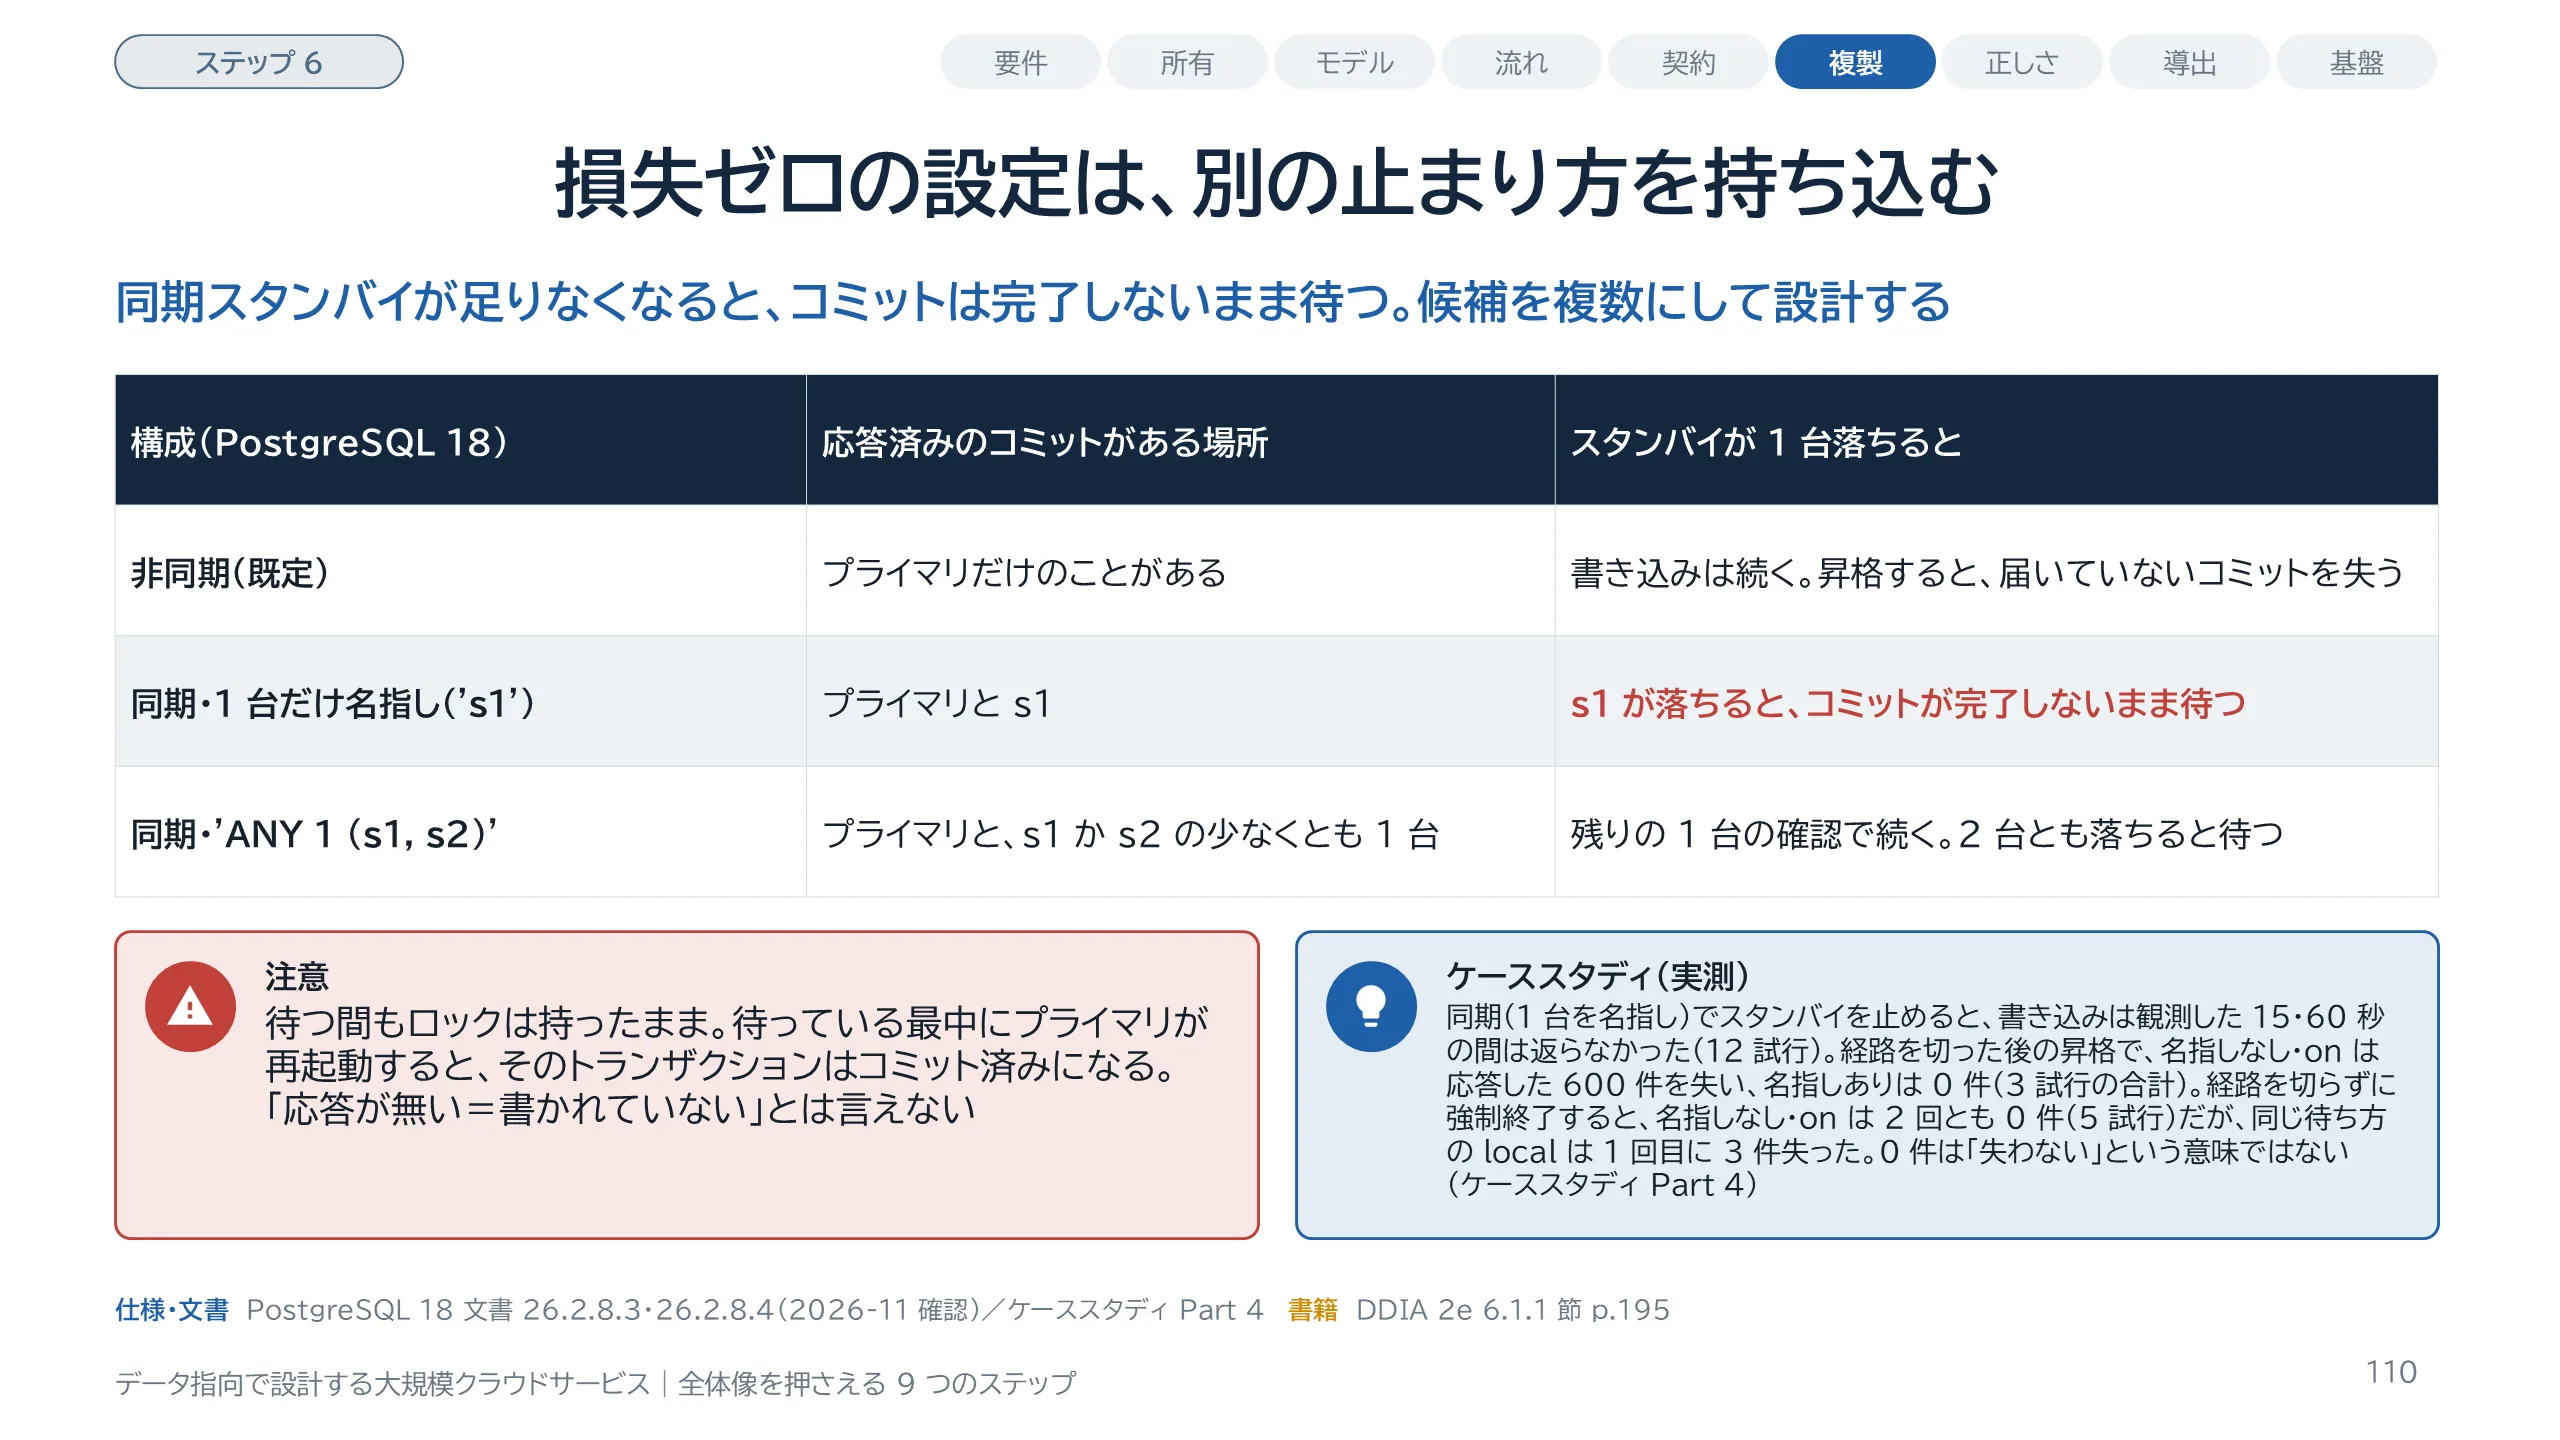 ステップ 6
要件
所有
モデル
流れ
契約
複製
正しさ
導出
基盤
損失ゼロの設定は、別の止まり方を持ち込む
同期スタンバイが足りなくなると、コミットは完了しないまま待つ。候補を複数にして設計する
構成（PostgreSQL 18）
応答済みのコミットがある場所
スタンバイが 1 台落ちると
非同期（既定）
プライマリだけのことがある
書き込みは続く。昇格すると、届いていないコミットを失う
同期・1 台だけ名指し（’s1’）
プライマリと s1
s1 が落ちると、コミットが完了しないまま待つ
同期・’ANY 1 (s1, s2)’
プライマリと、s1 か s2 の少なくとも 1 台
残りの 1 台の確認で続く。2 台とも落ちると待つ
注意
待つ間もロックは持ったまま。待っている最中にプライマリが
再起動すると、そのトランザクションはコミット済みになる。
「応答が無い＝書かれていない」とは言えない
ケーススタディ（実測）
同期（1 台を名指し）でスタンバイを止めると、書き込みは観測した 15・60 秒
の間は返らなかった（12 試行）。経路を切った後の昇格で、名指しなし・on は
応答した 600 件を失い、名指しありは 0 件（3 試行の合計）。経路を切らずに
強制終了すると、名指しなし・on は 2 回とも 0 件（5 試行）だが、同じ待ち方
の local は 1 回目に 3 件失った。0 件は「失わない」という意味ではない
（ケーススタディ Part 4）
仕様・文書 PostgreSQL 18 文書 26.2.8.3・26.2.8.4（2026-11 確認）／ケーススタディ Part 4 書籍 DDIA 2e 6.1.1 節 p.195
データ指向で設計する大規模クラウドサービス｜全体像を押さえる 9 つのステップ
110